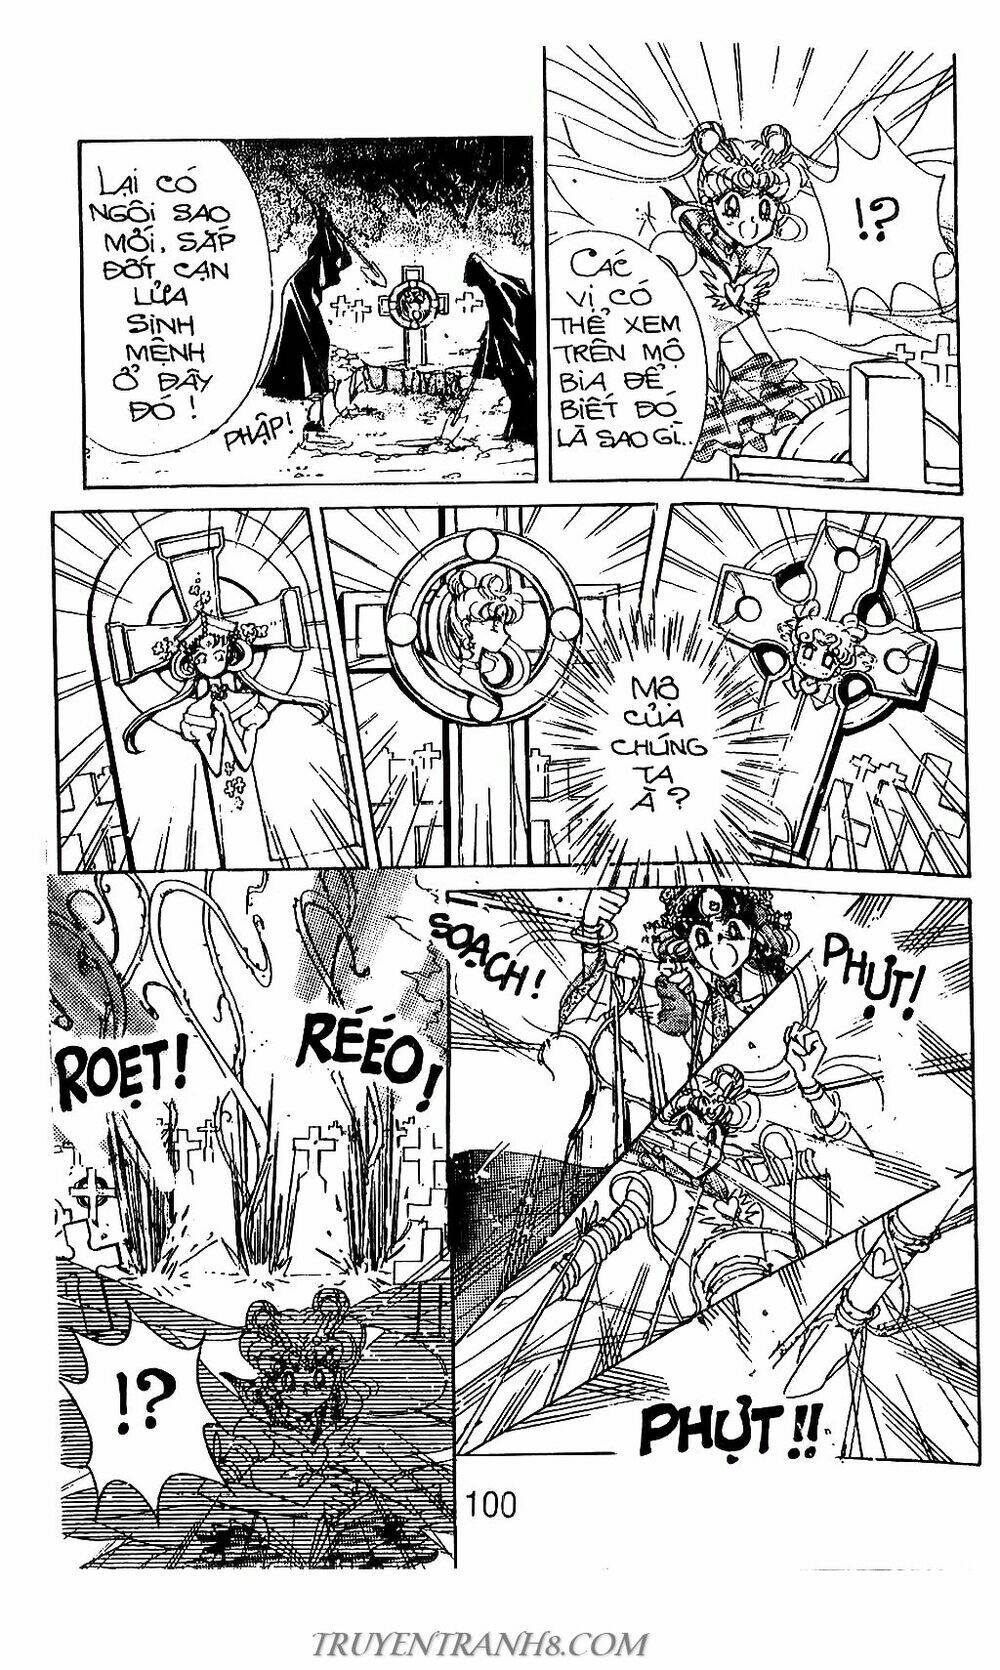 LẠI CÓ
NGÔI SAO
MỚI, SẮP
ĐỐT CẠN
LỬA
SINH
MỆNH
Ở ĐÂY
ĐÓ !
PHẬP!
!?
CÁC
VỊ CÓ
THỂ XEM
TRÊN MỘ
BIA ĐỂ
BIẾT ĐÓ
LÀ SAO GÌ...
MỘ
CỦA
CHÚNG
TA
À ?
ROẸT!
RÉÉO!
!?
SOẠCH!
PHỰT!
PHỰT!!
100
TRUYENTRANH8.COM